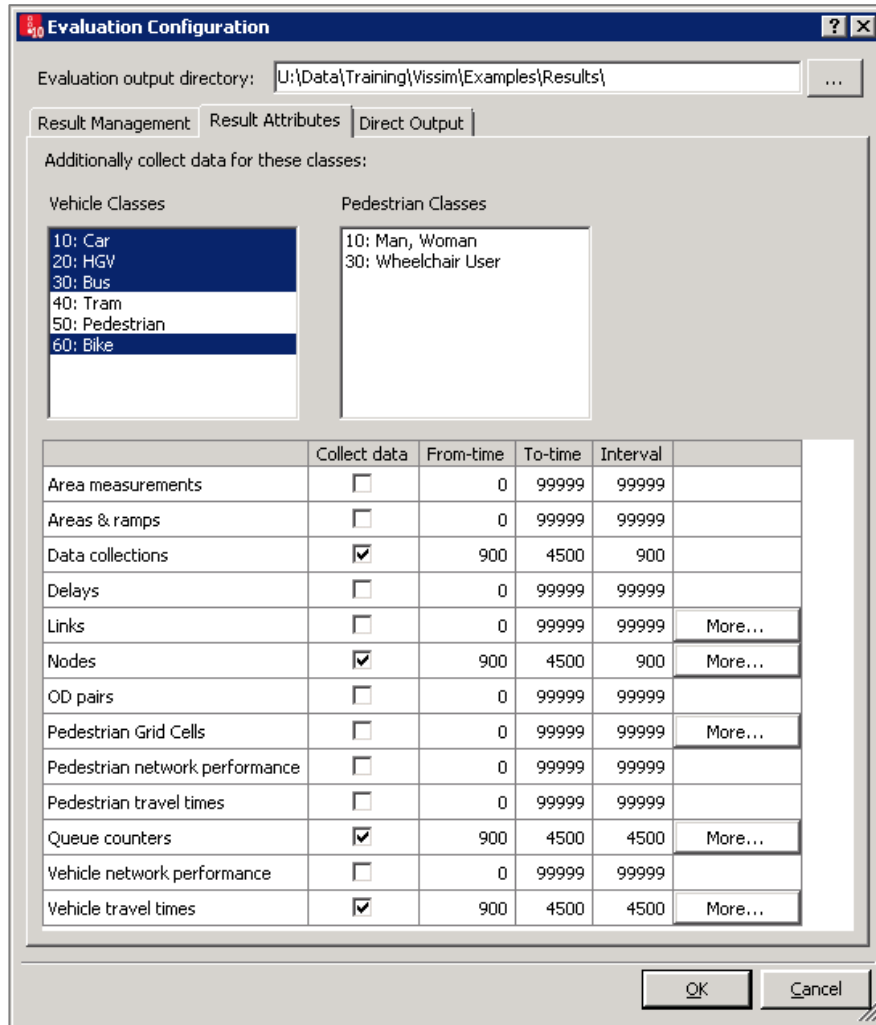 10 Evaluation Configuration ? X
Evaluation output directory: U:\Data\Training\Vissim\Examples\Results\ ...
Result Management Result Attributes Direct Output
Additionally collect data for these classes:
Vehicle Classes Pedestrian Classes
10: Car 10: Man, Woman
20: HGV 30: Wheelchair User
30: Bus
40: Tram
50: Pedestrian
60: Bike
Collect data From-time To-time Interval
Area measurements 0 99999 99999
Areas & ramps 0 99999 99999
Data collections 900 4500 900
Delays 0 99999 99999
Links 0 99999 99999 More...
Nodes 900 4500 900 More...
OD pairs 0 99999 99999
Pedestrian Grid Cells 0 99999 99999 More...
Pedestrian network performance 0 99999 99999
Pedestrian travel times 0 99999 99999
Queue counters 900 4500 4500 More...
Vehicle network performance 0 99999 99999
Vehicle travel times 900 4500 4500 More...
OK Cancel